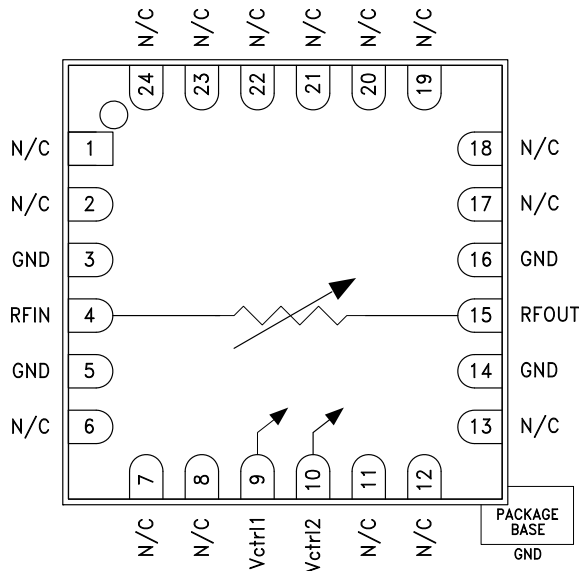 N/C N/C N/C N/C N/C N/C
24 23 22 21 20 19
N/C 1 18 N/C
N/C 2 17 N/C
GND 3 16 GND
RFIN 4 15 RFOUT
GND 5 14 GND
N/C 6 13 N/C
7 8 9 10 11 12
N/C N/C Vctrl1 Vctrl2 N/C N/C
PACKAGE
BASE
GND